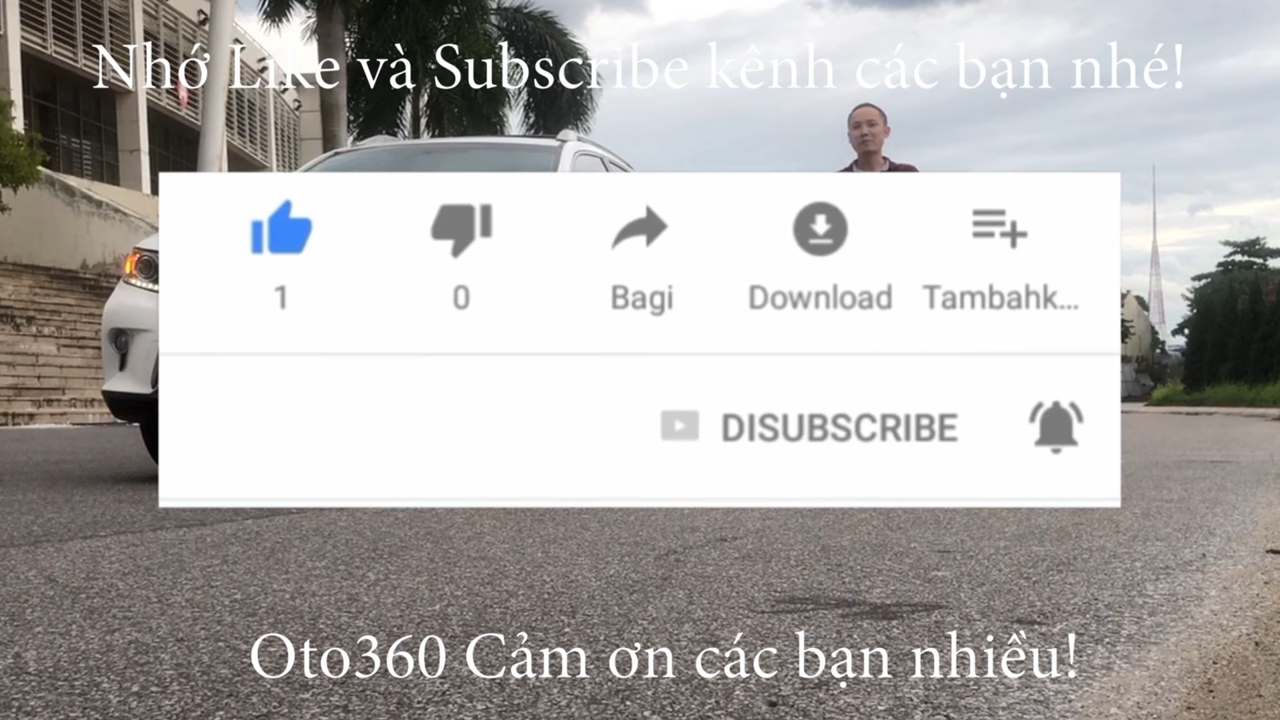 Nhớ Like và Subscribe kênh các bạn nhé!
1 0 Bagi Download Tambahk...
DISUBSCRIBE
Oto360 Cảm ơn các bạn nhiều!